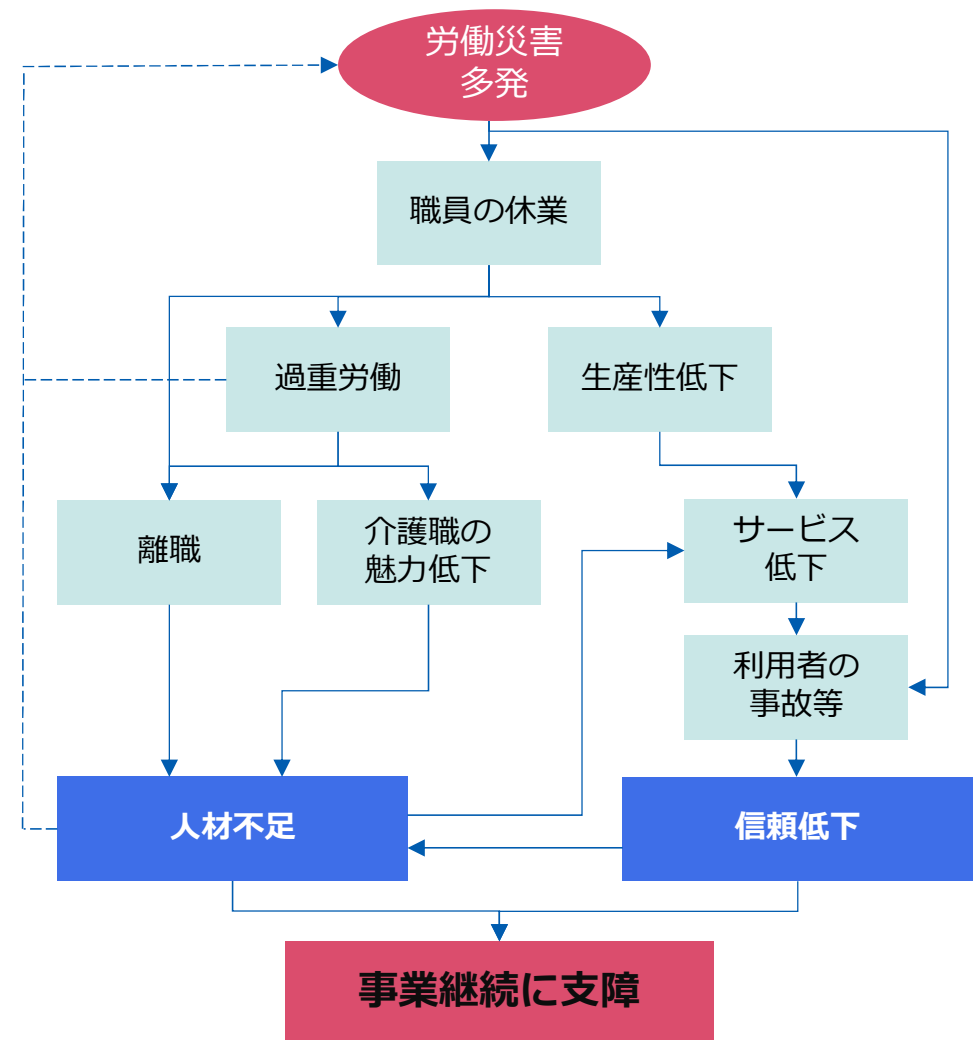 労働災害
多発
職員の休業
過重労働
生産性低下
離職
介護職の
魅力低下
サービス
低下
利用者の
事故等
人材不足
信頼低下
事業継続に支障